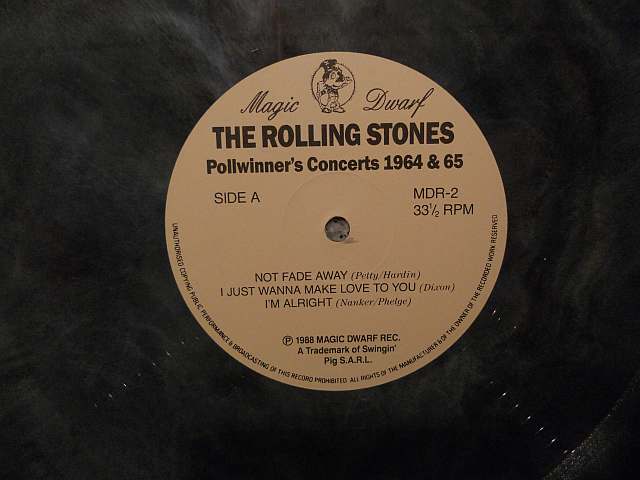 Magic Dwarf
THE ROLLING STONES
Pollwinner's Concerts 1964 & 65
SIDE A
MDR-2
33 1/2 RPM
NOT FADE AWAY (Petty/Hardin)
I JUST WANNA MAKE LOVE TO YOU (Dixon)
I'M ALRIGHT (Nanker/Phelge)
℗ 1988 MAGIC DWARF REC.
A Trademark of Swingin'
Pig S.A.R.L.
UNAUTHORISED COPYING PUBLIC PERFORMANCE & BROADCASTING OF THIS RECORD PROHIBITED ALL RIGHTS OF THE MANUFACTURER & OF THE OWNER OF THE RECORDED WORK RESERVED